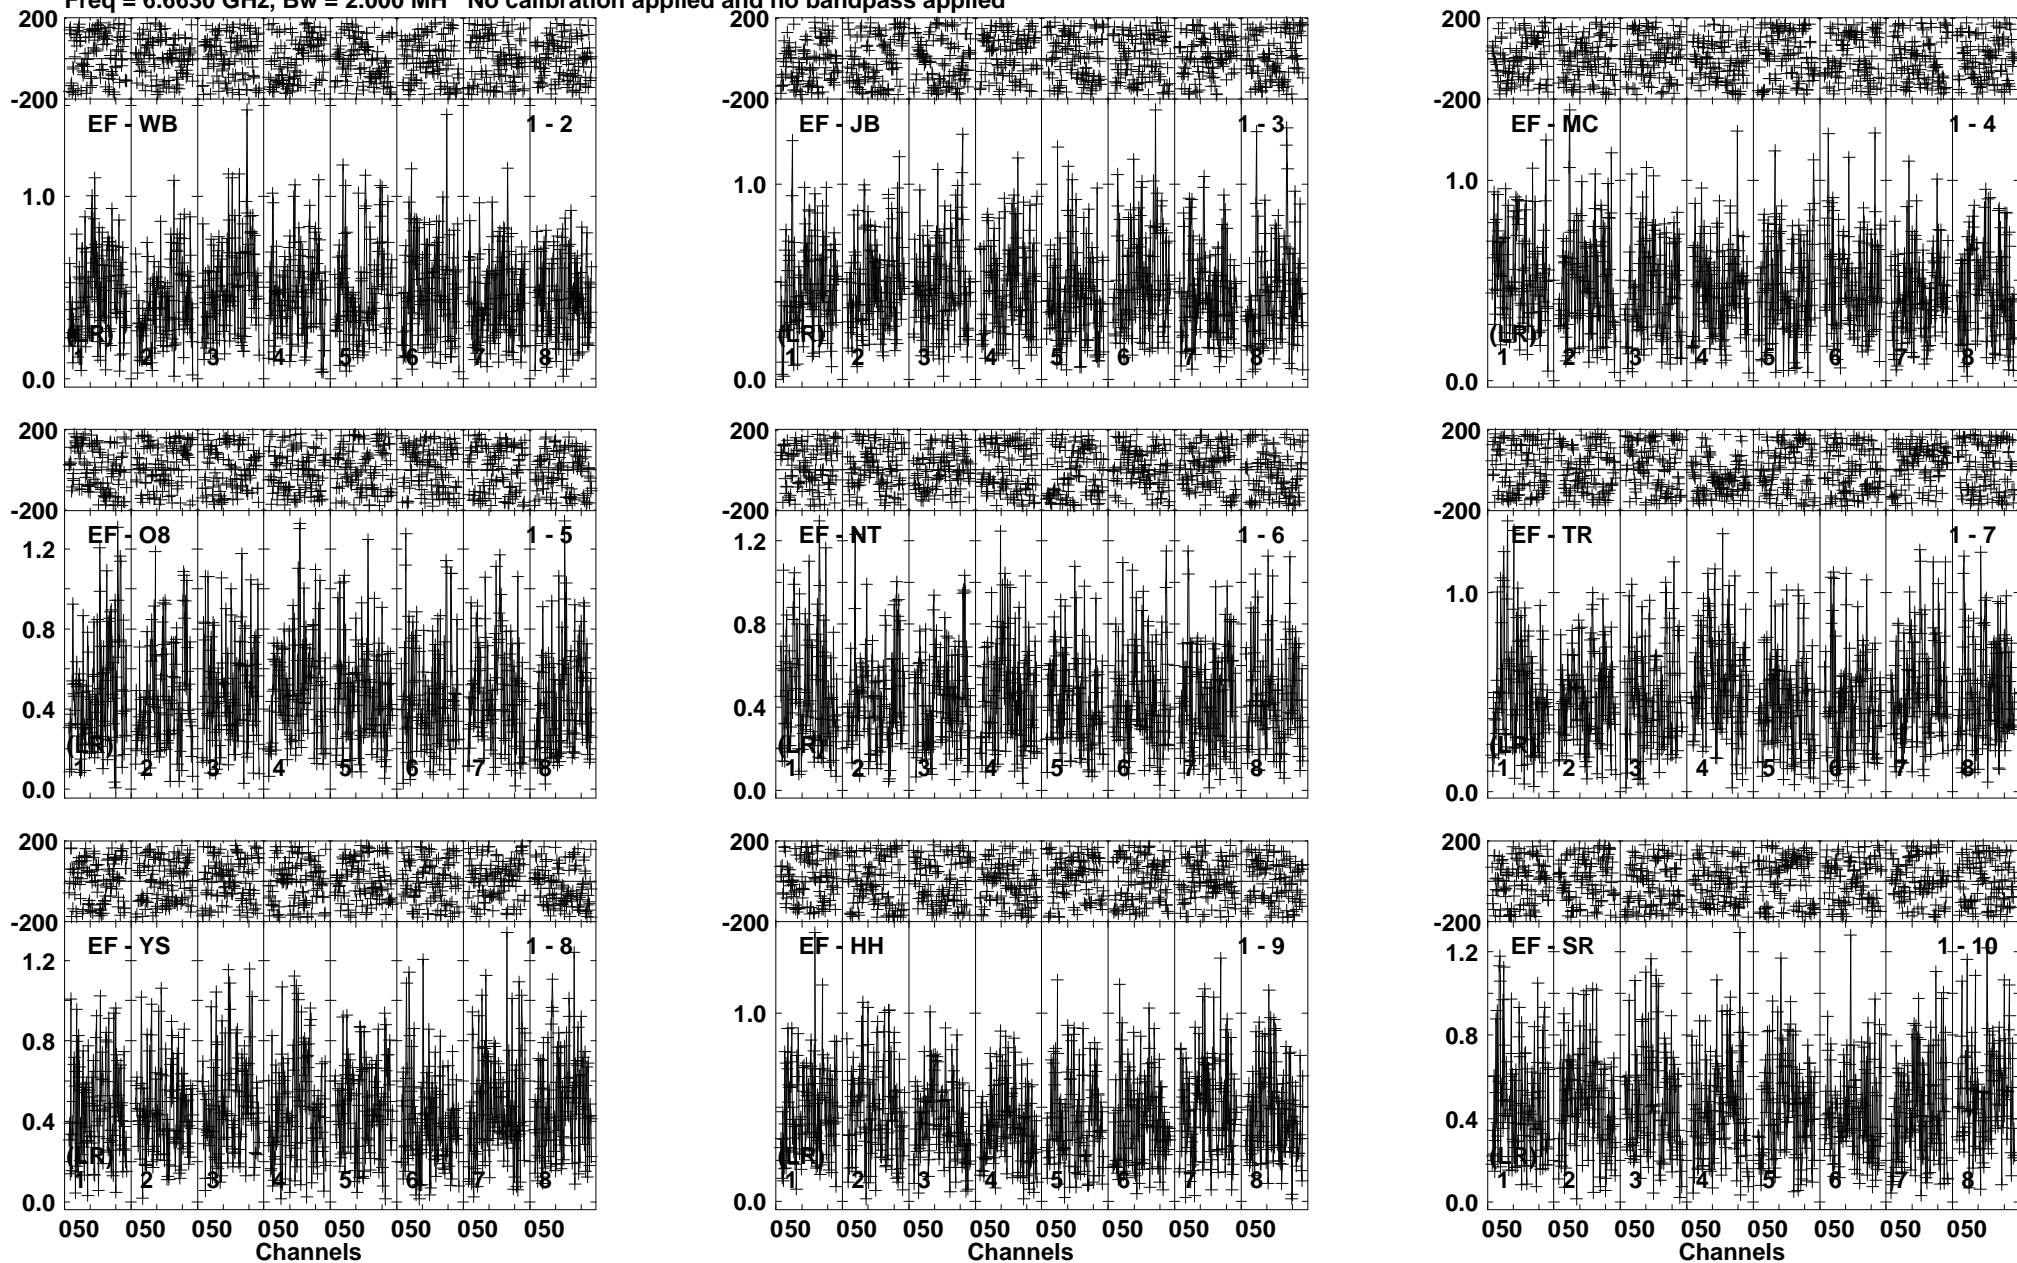 Freq = 6.6630 GHz, Bw = 2.000 MH No calibration applied and no bandpass applied
200 200 200
-200 -200 -200
EF - WB 1 - 2 EF - JB 1 - 3 EF - MC 1 - 4
1.0 1.0 1.0
(LR) (LR) (LR)
1 2 3 4 5 6 7 8 1 2 3 4 5 6 7 8 1 2 3 4 5 6 7 8
0.0 0.0 0.0
200 200 200
-200 -200 -200
EF - O8 1 - 5 EF - NT 1 - 6 EF - TR 1 - 7
1.2 1.2
1.0
0.8 0.8
0.4 0.4
(LR) (LR) (LR)
1 2 3 4 5 6 7 8 1 2 3 4 5 6 7 8 1 2 3 4 5 6 7 8
0.0 0.0 0.0
200 200 200
-200 -200 -200
EF - YS 1 - 8 EF - HH 1 - 9 EF - SR 1 - 10
1.2 1.2
1.0
0.8 0.8
0.4 0.4
(LR) (LR) (LR)
1 2 3 4 5 6 7 8 1 2 3 4 5 6 7 8 1 2 3 4 5 6 7 8
0.0 0.0 0.0
050 050 050 050 050 050 050 050 050 050 050 050 050 050 050 050 050 050 050 050 050 050 050 050
Channels Channels Channels